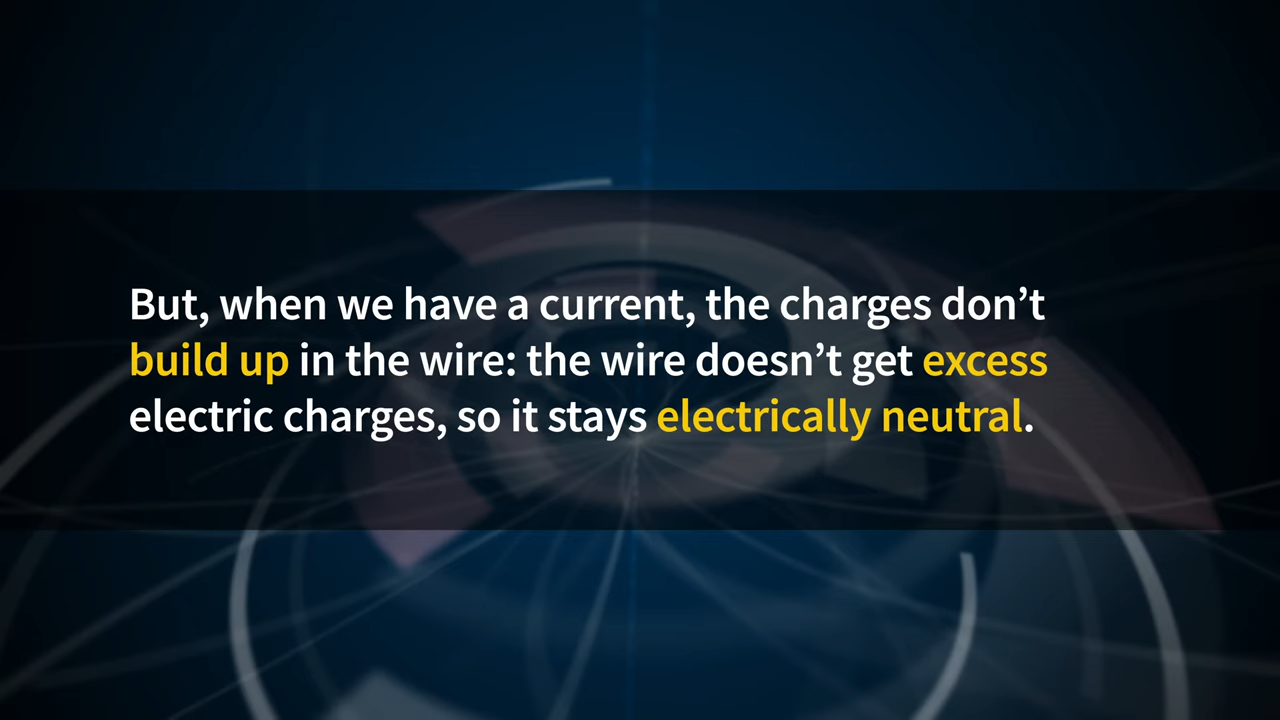 But, when we have a current, the charges don’t
build up in the wire: the wire doesn’t get excess
electric charges, so it stays electrically neutral.